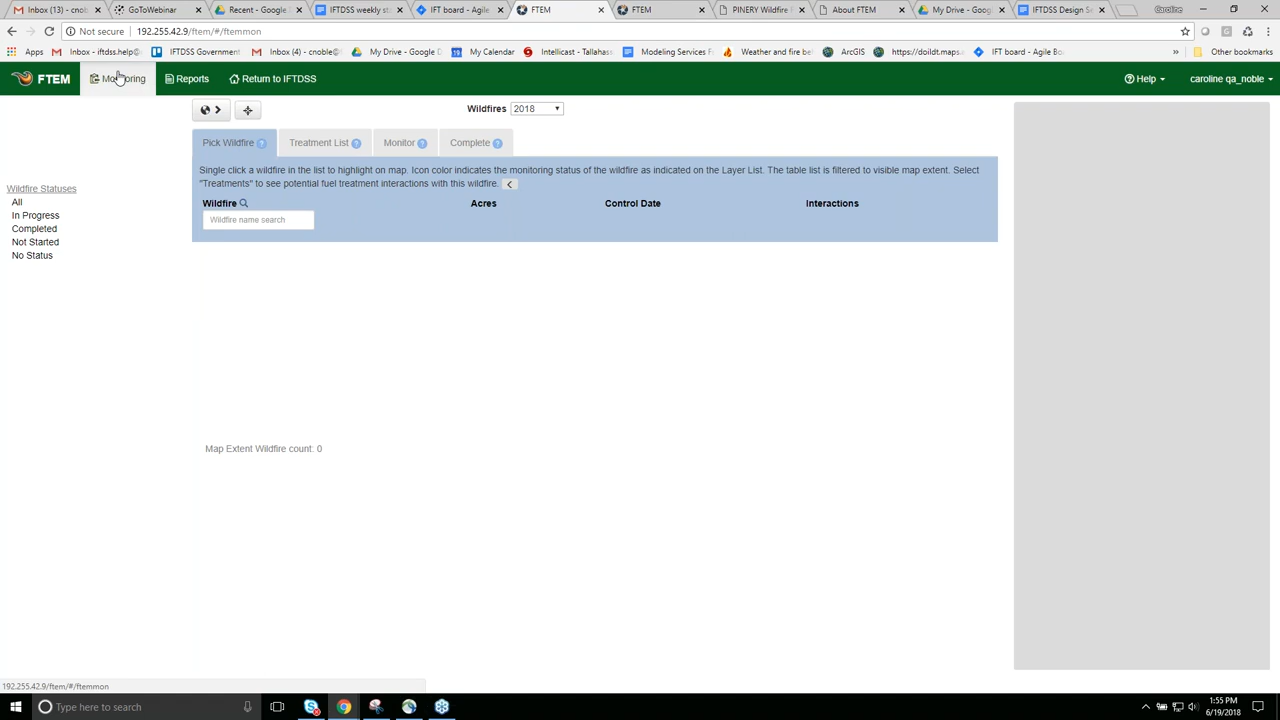 Inbox (13) - cnobl
GoToWebinar
Recent - Google
IFTDSS weekly st
IFT board - Agile
FTEM
FTEM
PINERY Wildfire R
About FTEM
My Drive - Google
IFTDSS Design Se
Caroline
Not secure
192.255.42.9/ftem/#/ftemmon
Apps
Inbox - iftdss.help@
IFTDSS Government
Inbox (4) - cnoble@
My Drive - Google D
My Calendar
Intellicast - Tallahass
Modeling Services F
Weather and fire be
ArcGIS
https://doildt.maps.
IFT board - Agile Bo
»
Other bookmarks
FTEM
Monitoring
Reports
Return to IFTDSS
Help
caroline qa_noble
Wildfires
2018
Pick Wildfire ?
Treatment List ?
Monitor ?
Complete ?
Single click a wildfire in the list to highlight on map. Icon color indicates the monitoring status of the wildfire as indicated on the Layer List. The table list is filtered to visible map extent. Select
"Treatments" to see potential fuel treatment interactions with this wildfire.
Wildfire Statuses
All
In Progress
Completed
Not Started
No Status
Wildfire
Acres
Control Date
Interactions
Wildfire name search
Map Extent Wildfire count: 0
192.255.42.9/ftem/#/ftemmon
Type here to search
1:55 PM
6/19/2018